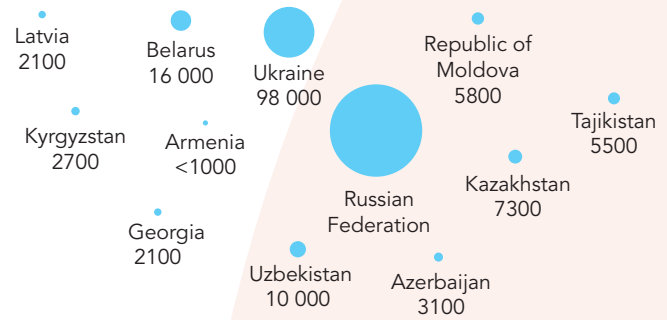 Latvia
2100
Belarus
16 000
Ukraine
98 000
Republic of
Moldova
5800
Tajikistan
5500
Kyrgyzstan
2700
Armenia
<1000
Kazakhstan
7300
Russian
Federation
Georgia
2100
Uzbekistan
10 000
Azerbaijan
3100